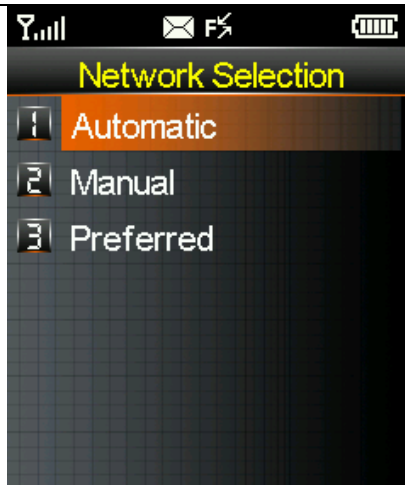 F
Network Selection
1 Automatic
2 Manual
3 Preferred